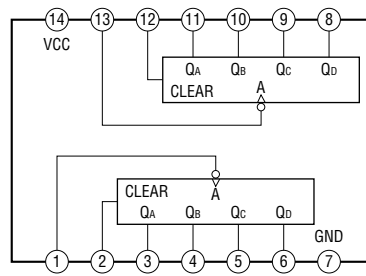 14 13 12 11 10 9 8
VCC
QA QB QC QD
CLEAR A
CLEAR A
QA QB QC QD
GND
1 2 3 4 5 6 7